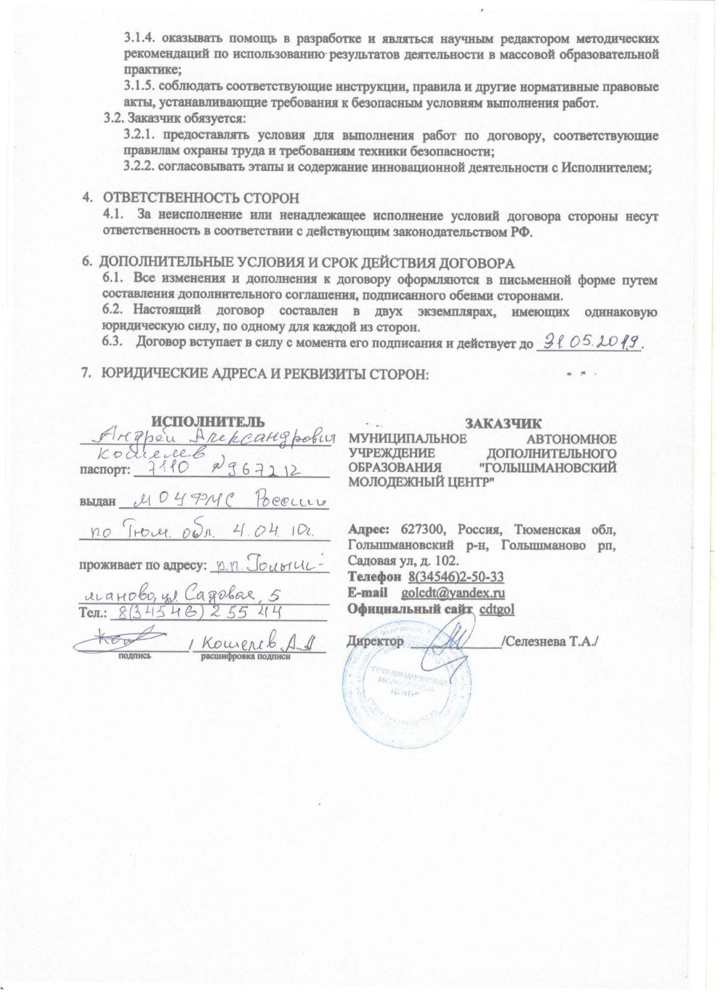 3.1.4. оказывать помощь в разработке и являться научным редактором методических
рекомендаций по использованию результатов деятельности в массовой образовательной
практике;
3.1.5. соблюдать соответствующие инструкции, правила и другие нормативные правовые
акты, устанавливающие требования к безопасным условиям выполнения работ.
3.2. Заказчик обязуется:
3.2.1. предоставлять условия для выполнения работ по договору, соответствующие
правилам охраны труда и требованиям техники безопасности;
3.2.2. согласовывать этапы и содержание инновационной деятельности с Исполнителем;
4. ОТВЕТСТВЕННОСТЬ СТОРОН
4.1. За неисполнение или ненадлежащее исполнение условий договора стороны несут
ответственность в соответствии с действующим законодательством РФ.
6. ДОПОЛНИТЕЛЬНЫЕ УСЛОВИЯ И СРОК ДЕЙСТВИЯ ДОГОВОРА
6.1. Все изменения и дополнения к договору оформляются в письменной форме путем
составления дополнительного соглашения, подписанного обеими сторонами.
6.2. Настоящий договор составлен в двух экземплярах, имеющих одинаковую
юридическую силу, по одному для каждой из сторон.
6.3. Договор вступает в силу с момента его подписания и действует до 31.05.2019.
7. ЮРИДИЧЕСКИЕ АДРЕСА И РЕКВИЗИТЫ СТОРОН:
ИСПОЛНИТЕЛЬ
Андрей Александрович
Кошелев
паспорт: 7110 №967212
выдан МОУФМС России
по Тюм. обл. 4.04.10г.
проживает по адресу: р.п. Голыш-
маново, ул. Садовая, 5
Тел.: 8(34546) 2 55 44
/ Кошелев А.А
подпись расшифровка подписи
ЗАКАЗЧИК
МУНИЦИПАЛЬНОЕ АВТОНОМНОЕ
УЧРЕЖДЕНИЕ ДОПОЛНИТЕЛЬНОГО
ОБРАЗОВАНИЯ "ГОЛЫШМАНОВСКИЙ
МОЛОДЕЖНЫЙ ЦЕНТР"
Адрес: 627300, Россия, Тюменская обл,
Голышмановский р-н, Голышманово рп,
Садовая ул, д. 102.
Телефон 8(34546)2-50-33
E-mail golcdt@yandex.ru
Официальный сайт cdtgol
Директор /Селезнева Т.А./
"ГОЛЫШМАНОВСКИЙ
МОЛОДЕЖНЫЙ
ЦЕНТР"